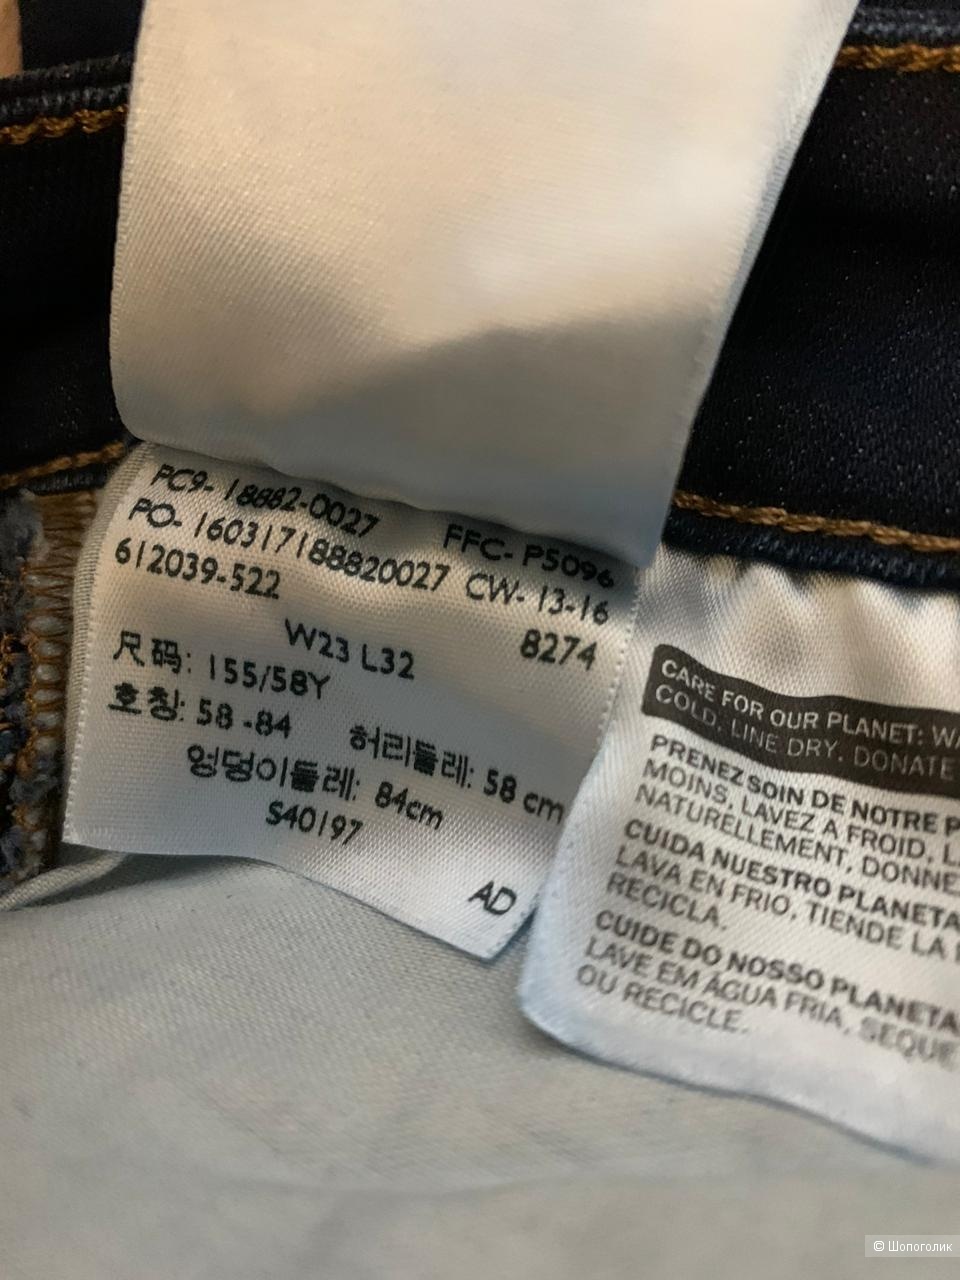 PC9-18882-0027 FFC-P5096
PO-160317188820027 CW-13-16
612039-522 8274
W23 L32
尺码: 155/58Y
호칭: 58-84 허리둘레: 58 cm
엉덩이둘레: 84cm
S40197
AD
CARE FOR OUR PLANET: WA
COLD, LINE DRY, DONATE
PRENEZ SOIN DE NOTRE P
MOINS, LAVEZ A FROID, L
NATURELLEMENT, DONNE
CUIDA NUESTRO PLANETA
LAVA EN FRIO, TIENDE LA
RECICLA.
CUIDE DO NOSSO PLANETA
LAVE EM ÁGUA FRIA, SEQUE
OU RECICLE.
© Шопоголик